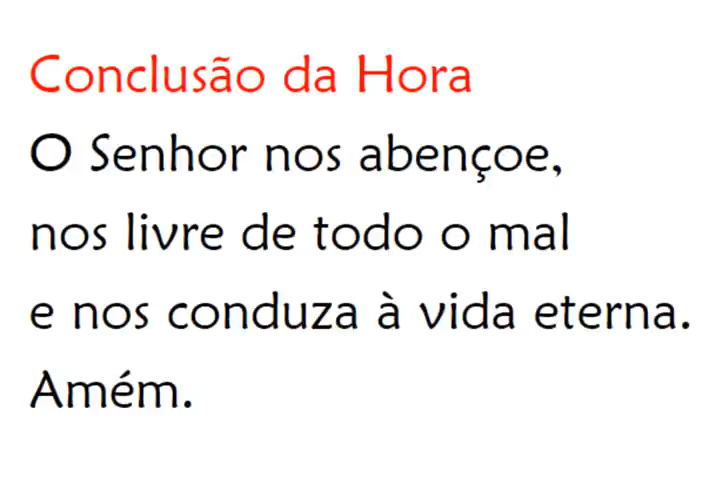 Conclusão da Hora
O Senhor nos abençoe,
nos livre de todo o mal
e nos conduza à vida eterna.
Amém.